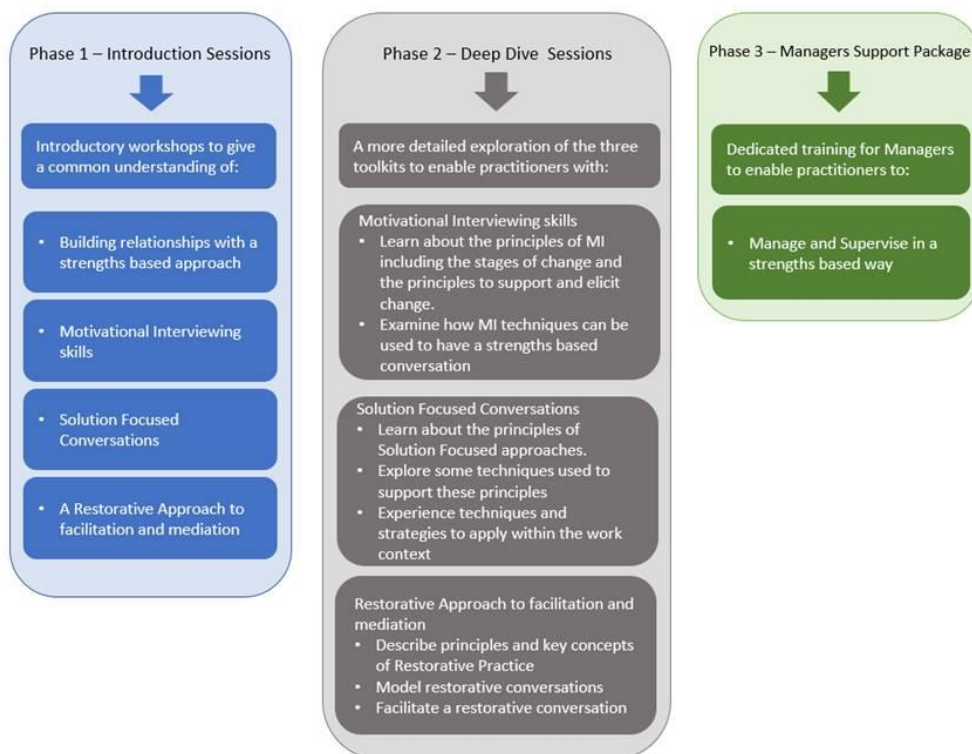 Phase 1 – Introduction Sessions
Introductory workshops to give
a common understanding of:
• Building relationships with a
strengths based approach
• Motivational Interviewing
skills
• Solution Focused
Conversations
• A Restorative Approach to
facilitation and mediation
Phase 2 – Deep Dive Sessions
A more detailed exploration of the three
toolkits to enable practitioners with:
Motivational Interviewing skills
• Learn about the principles of MI
including the stages of change and
the principles to support and elicit
change.
• Examine how MI techniques can be
used to have a strengths based
conversation
Solution Focused Conversations
• Learn about the principles of
Solution Focused approaches.
• Explore some techniques used to
support these principles
• Experience techniques and
strategies to apply within the work
context
Restorative Approach to facilitation and
mediation
• Describe principles and key concepts
of Restorative Practice
• Model restorative conversations
• Facilitate a restorative conversation
Phase 3 – Managers Support Package
Dedicated training for Managers
to enable practitioners to:
• Manage and Supervise in a
strengths based way